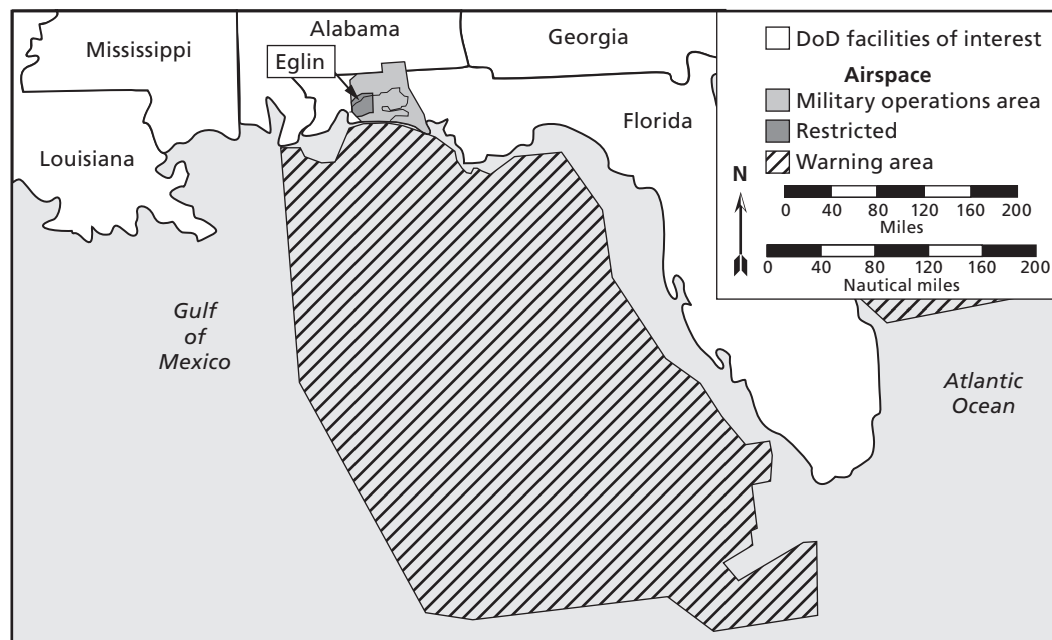 Mississippi
Alabama
Georgia
Eglin
Louisiana
Florida
Gulf
of
Mexico
Atlantic
Ocean
DoD facilities of interest
Airspace
Military operations area
Restricted
Warning area
N
0 40 80 120 160 200
Miles
0 40 80 120 160 200
Nautical miles